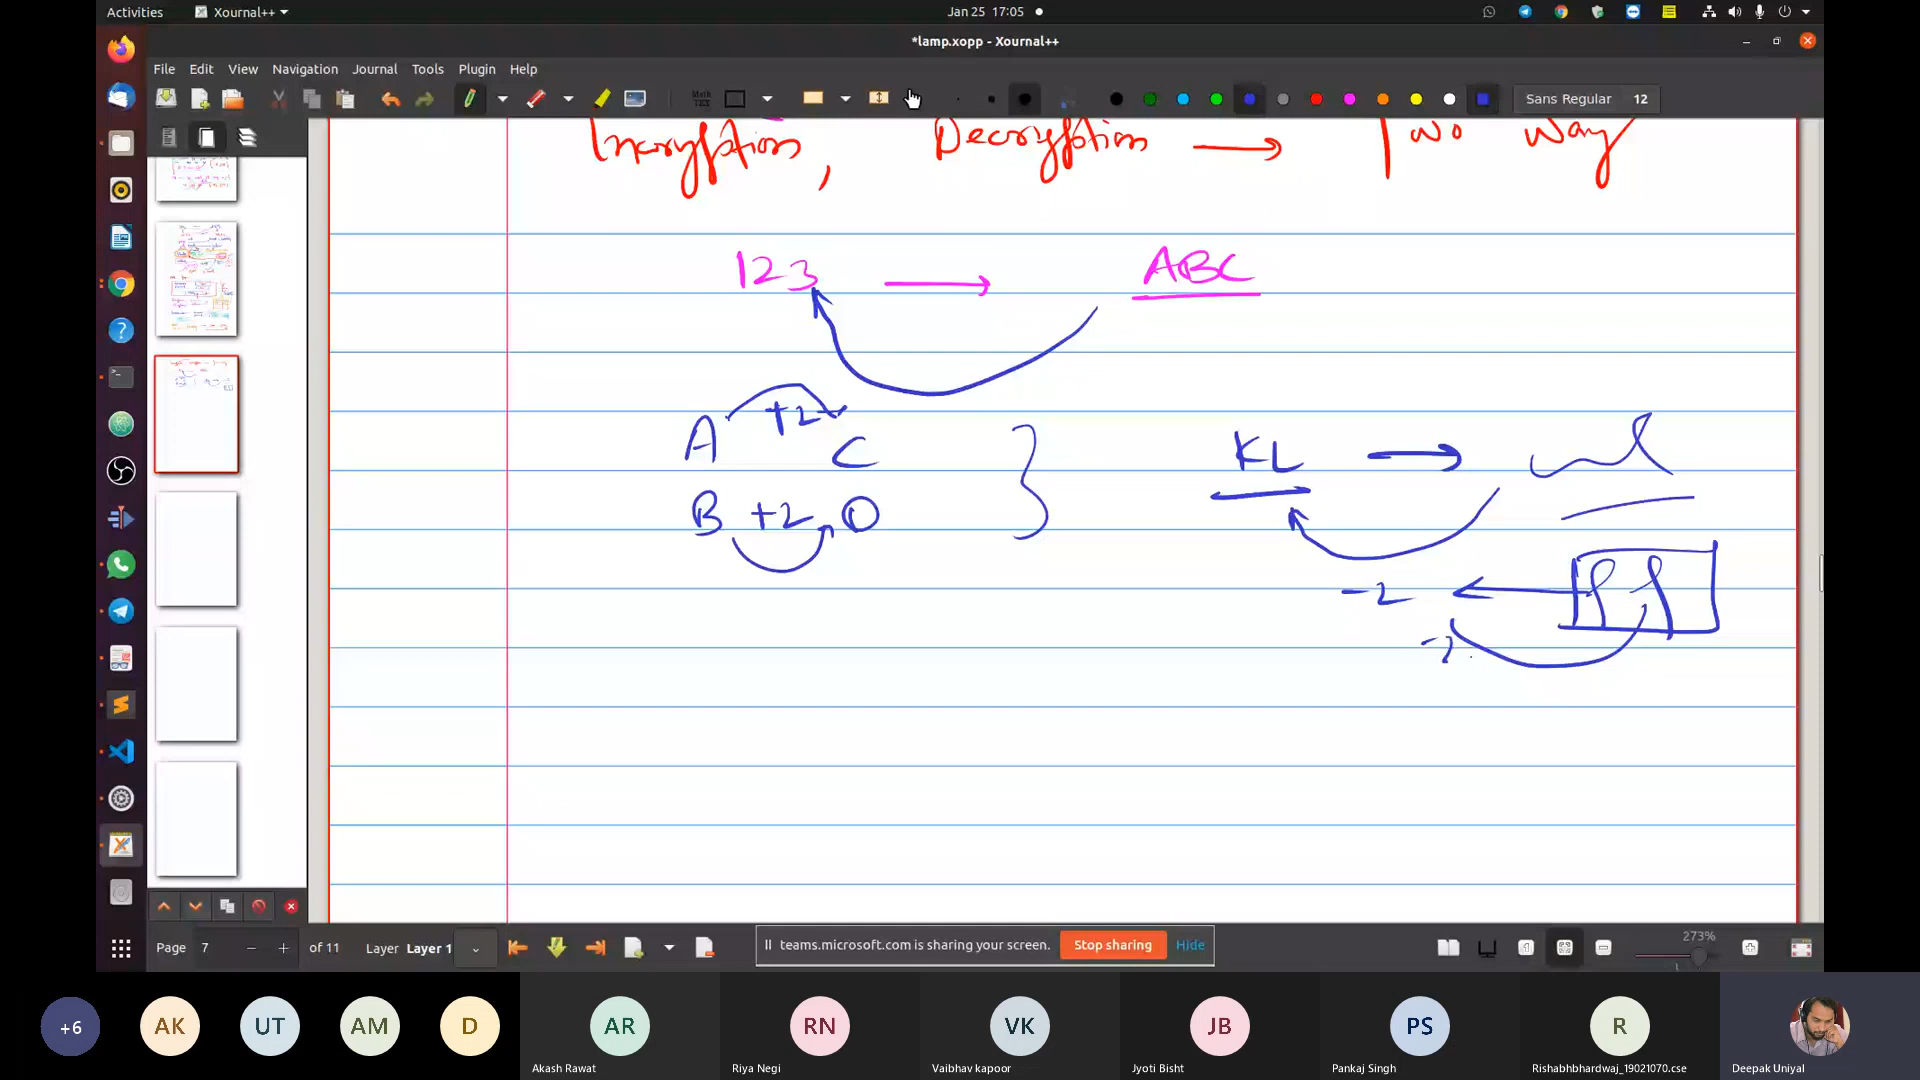 Activities Xournal++ Jan 25 17:05
*lamp.xopp - Xournal++
File Edit View Navigation Journal Tools Plugin Help
Sans Regular 12
Encryption, Decryption → Two Way
123 → ABC
A +2 C
KL →
B +2 D
-2 ←
Page 7 of 11 Layer Layer 1
teams.microsoft.com is sharing your screen. Stop sharing Hide
273%
+6 AK UT AM D AR RN VK JB PS R
Akash Rawat Riya Negi Vaibhav kapoor Jyoti Bisht Pankaj Singh Rishabhbhardwaj_19021070.cse Deepak Uniyal